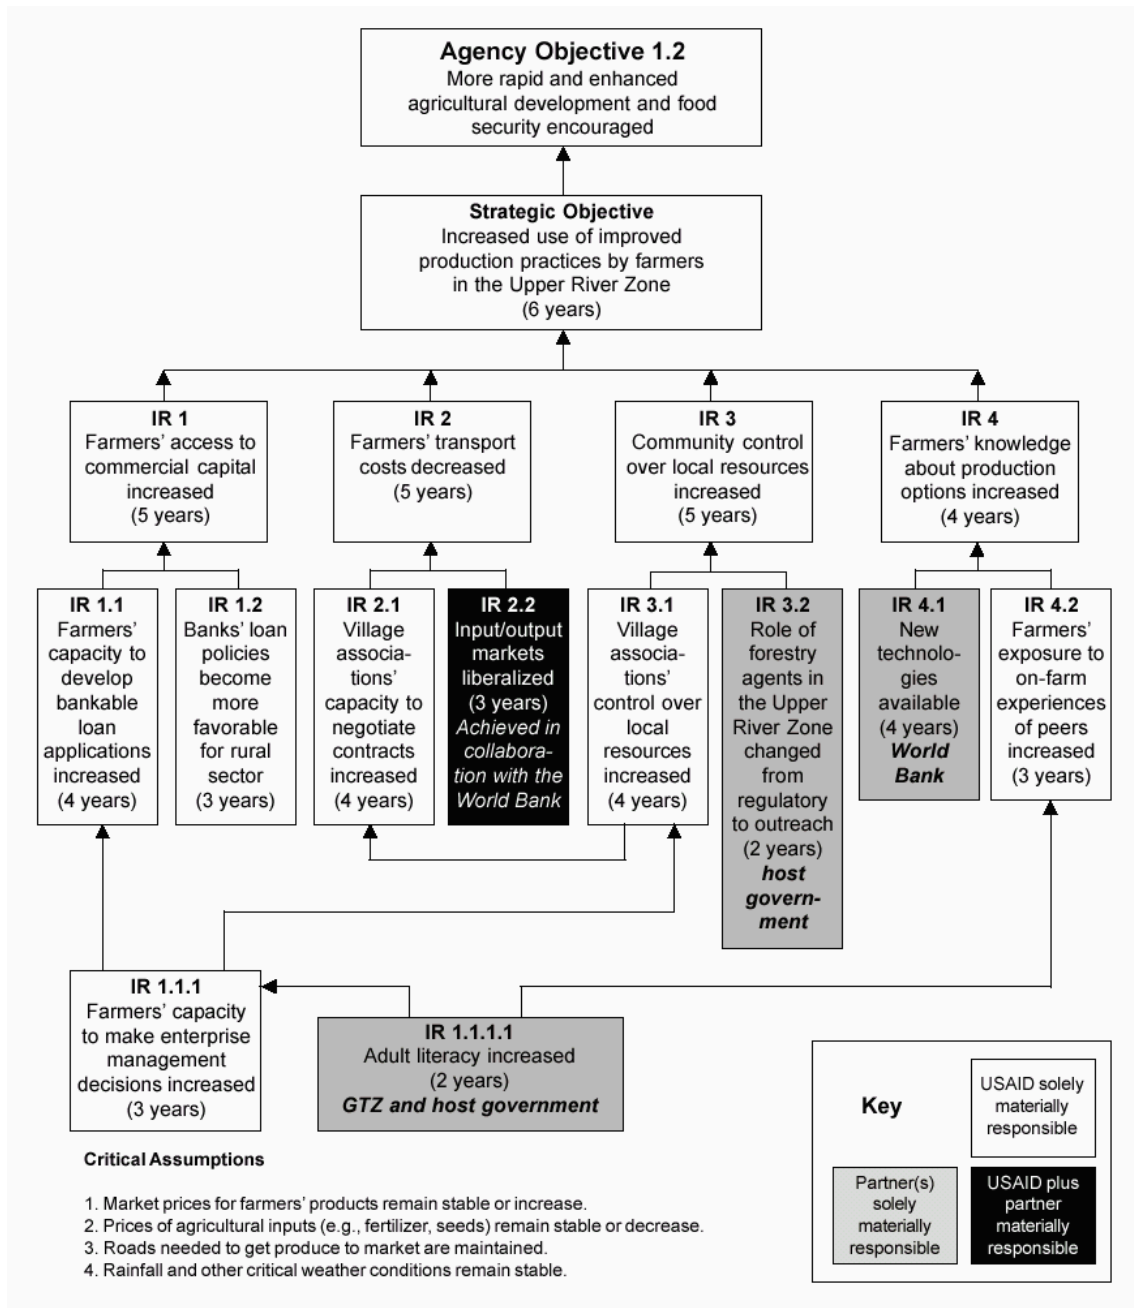 Agency Objective 1.2
More rapid and enhanced
agricultural development and food
security encouraged
Strategic Objective
Increased use of improved
production practices by farmers
in the Upper River Zone
(6 years)
IR 1
Farmers’ access to
commercial capital
increased
(5 years)
IR 2
Farmers’ transport
costs decreased
(5 years)
IR 3
Community control
over local resources
increased
(5 years)
IR 4
Farmers’ knowledge
about production
options increased
(4 years)
IR 1.1
Farmers’
capacity to
develop
bankable
loan
applications
increased
(4 years)
IR 1.2
Banks’ loan
policies
become
more
favorable
for rural
sector
(3 years)
IR 2.1
Village
associa-
tions’
capacity to
negotiate
contracts
increased
(4 years)
IR 2.2
Input/output
markets
liberalized
(3 years)
Achieved in
collabora-
tion with the
World Bank
IR 3.1
Village
associa-
tions’
control over
local
resources
increased
(4 years)
IR 3.2
Role of
forestry
agents in
the Upper
River Zone
changed
from
regulatory
to outreach
(2 years)
host
govern-
ment
IR 4.1
New
technolo-
gies
available
(4 years)
World
Bank
IR 4.2
Farmers’
exposure to
on-farm
experiences
of peers
increased
(3 years)
IR 1.1.1
Farmers’ capacity
to make enterprise
management
decisions increased
(3 years)
IR 1.1.1.1
Adult literacy increased
(2 years)
GTZ and host government
Key
USAID solely
materially
responsible
Partner(s)
solely
materially
responsible
USAID plus
partner
materially
responsible
Critical Assumptions
1. Market prices for farmers’ products remain stable or increase.
2. Prices of agricultural inputs (e.g., fertilizer, seeds) remain stable or decrease.
3. Roads needed to get produce to market are maintained.
4. Rainfall and other critical weather conditions remain stable.